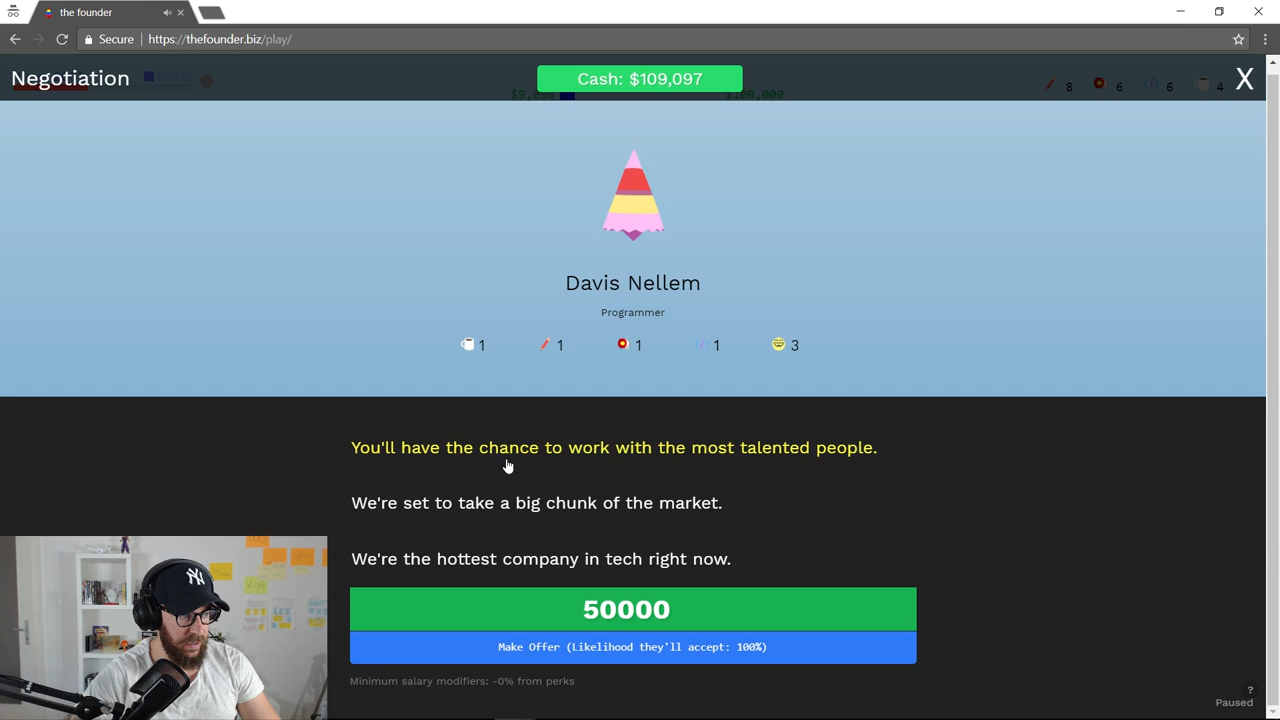 the founder
Secure | https://thefounder.biz/play/
Negotiation
Cash: $109,097
X
$100,000
8 6 6 4
Davis Nellem
Programmer
1 1 1 1 3
You'll have the chance to work with the most talented people.
We're set to take a big chunk of the market.
We're the hottest company in tech right now.
50000
Make Offer (Likelihood they'll accept: 100%)
Minimum salary modifiers: -0% from perks
?
Paused